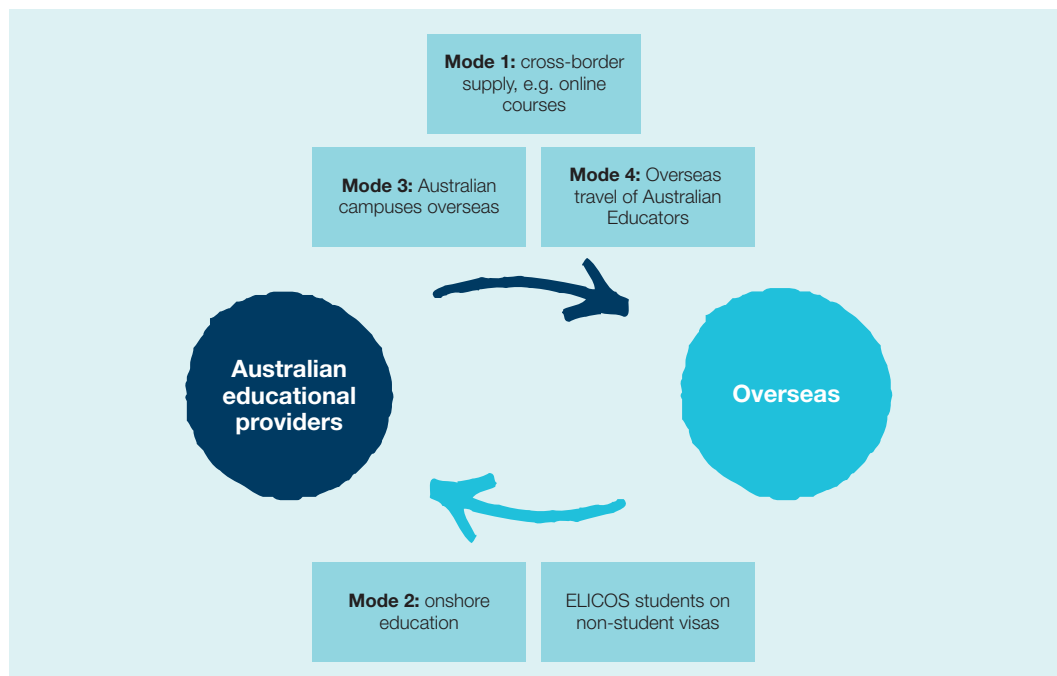 Mode 1: cross-border
supply, e.g. online
courses
Mode 3: Australian
campuses overseas
Mode 4: Overseas
travel of Australian
Educators
Australian
educational
providers
Overseas
Mode 2: onshore
education
ELICOS students on
non-student visas